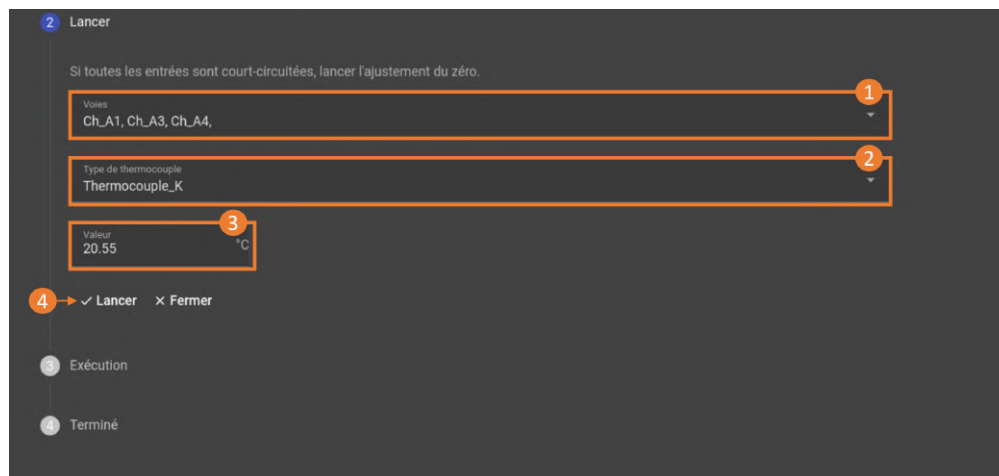 2 Lancer
Si toutes les entrées sont court-circuitées, lancer l'ajustement du zéro.
1
Voies
Ch_A1, Ch_A3, Ch_A4,
2
Type de thermocouple
Thermocouple_K
3
Valeur
20.55 °C
4 ✓ Lancer × Fermer
3 Exécution
4 Terminé